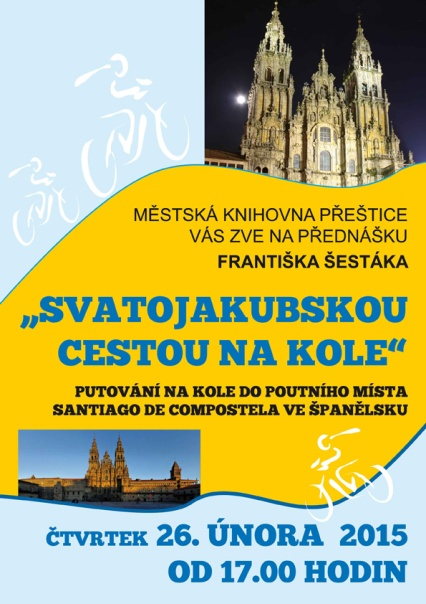 MĚSTSKÁ KNIHOVNA PŘEŠTICE
VÁS ZVE NA PŘEDNÁŠKU
FRANTIŠKA ŠESTÁKA
„SVATOJAKUBSKOU
CESTOU NA KOLE“
PUTOVÁNÍ NA KOLE DO POUTNÍHO MÍSTA
SANTIAGO DE COMPOSTELA VE ŠPANĚLSKU
ČTVRTEK 26. ÚNORA 2015
OD 17.00 HODIN